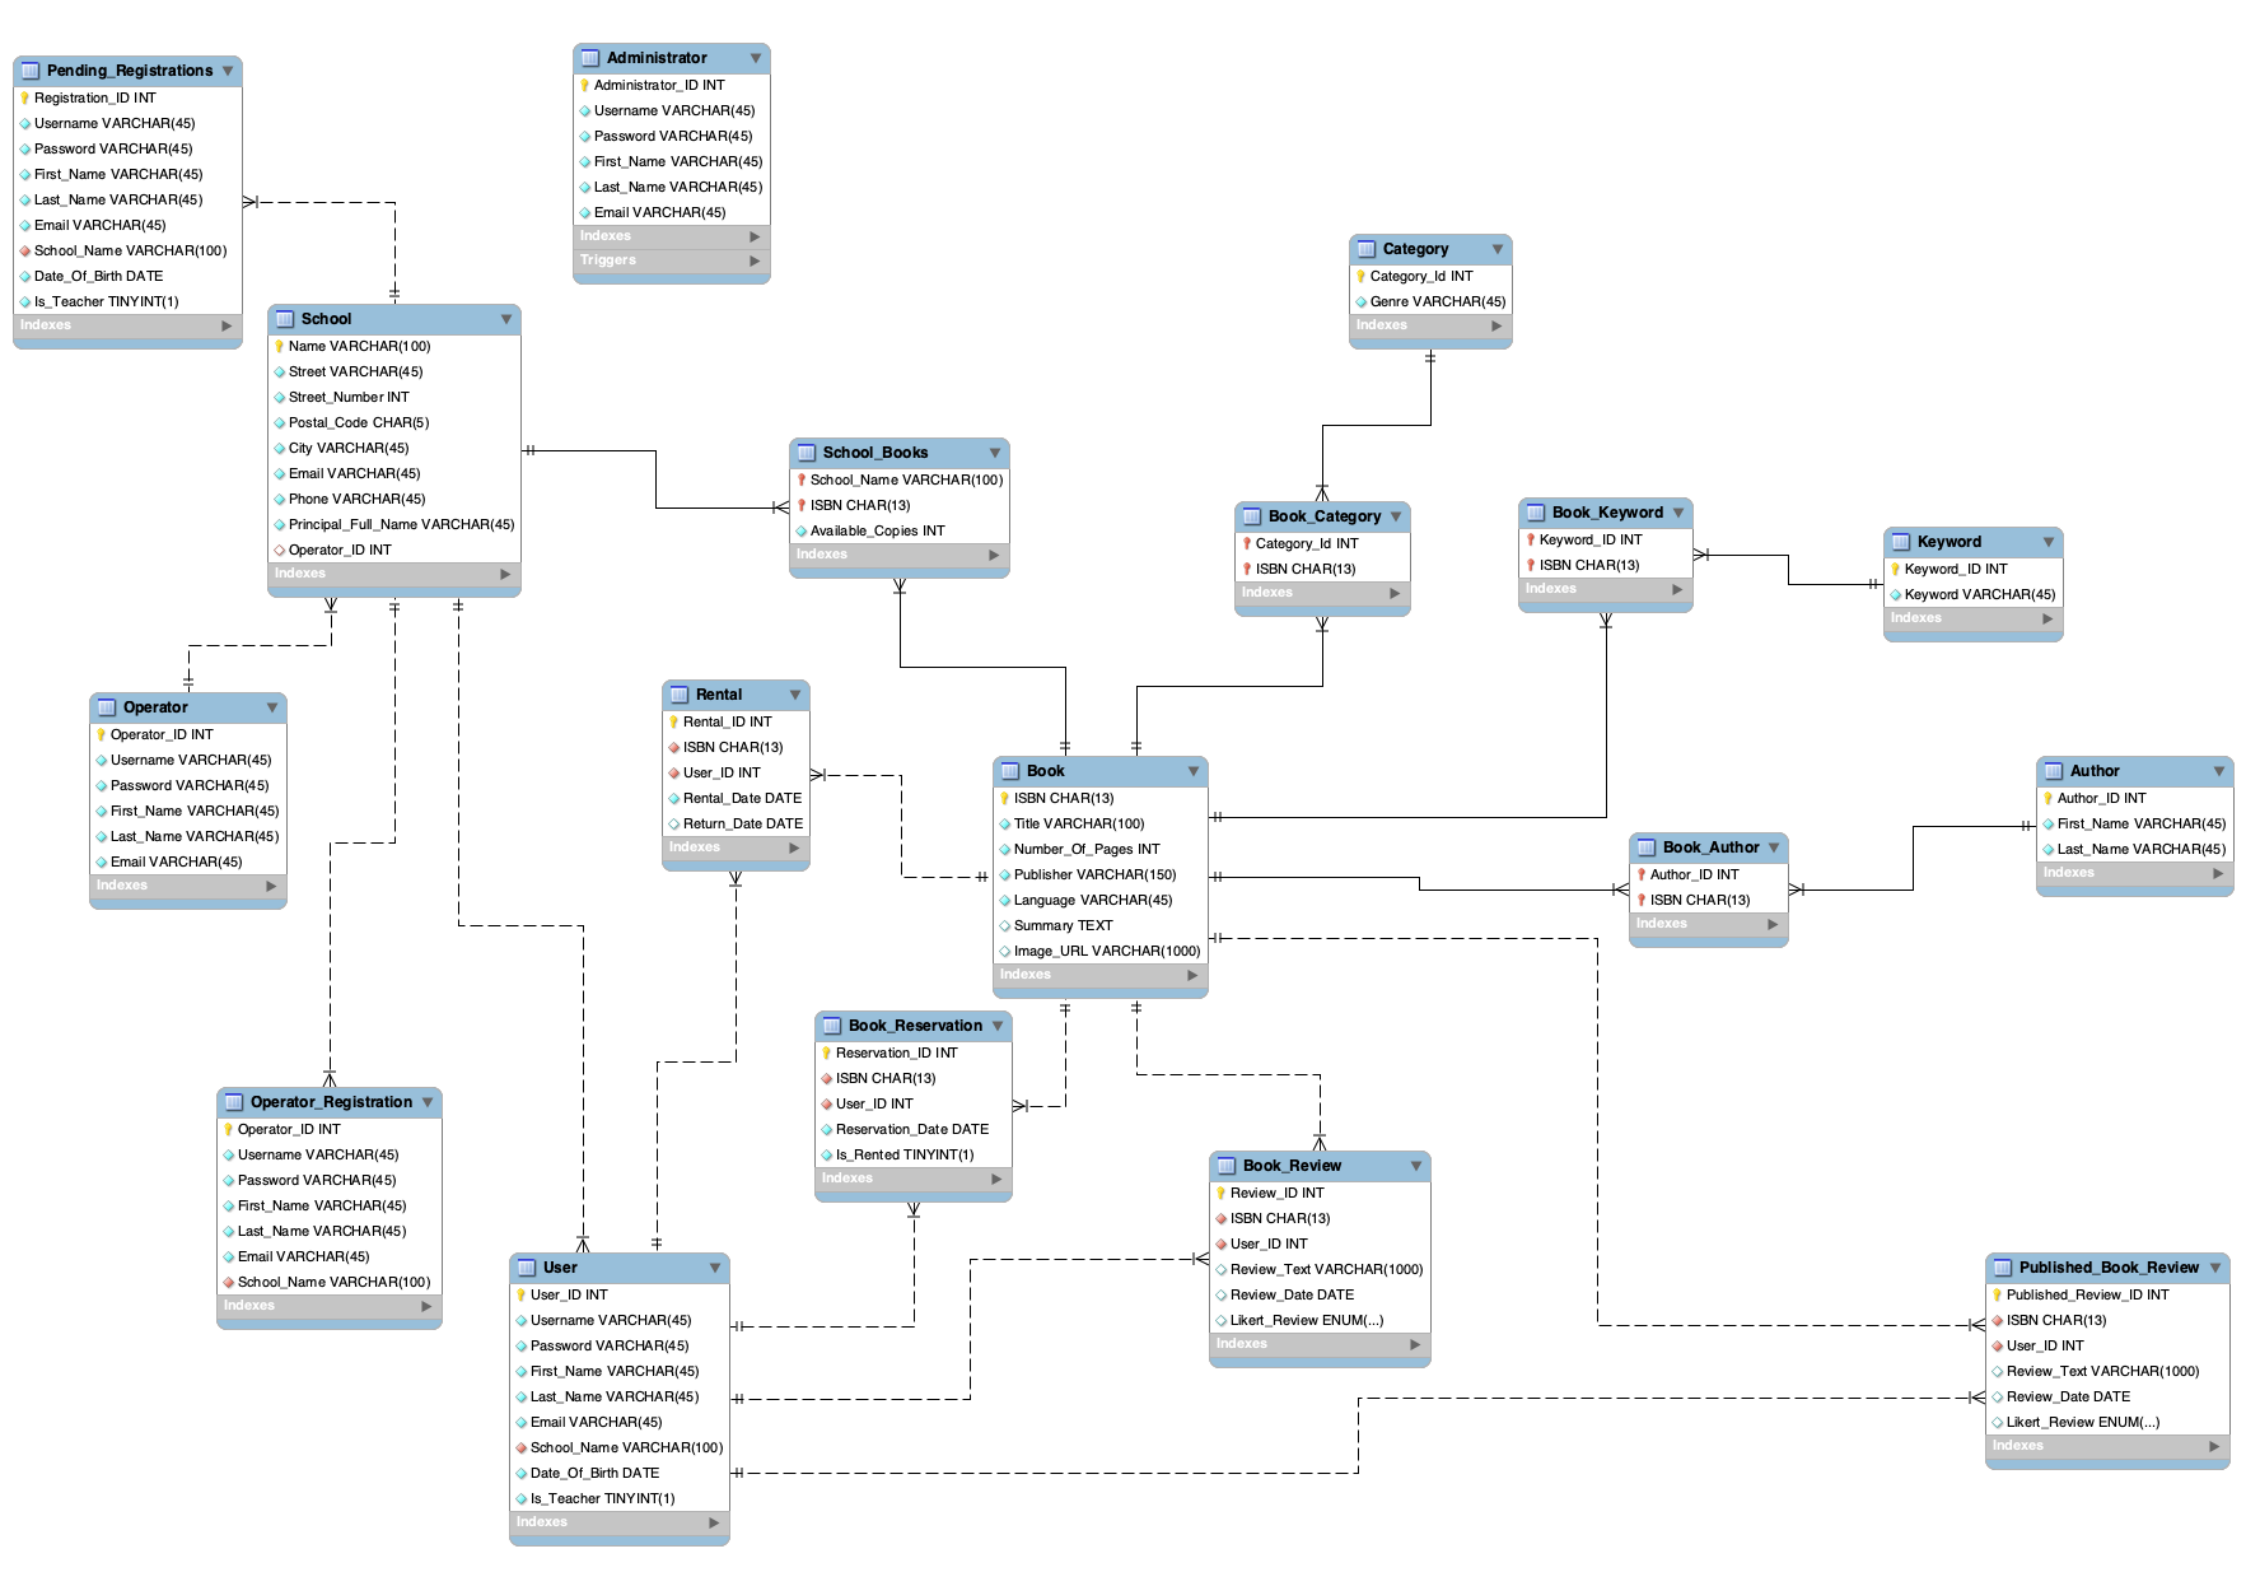 Pending_Registrations
Registration_ID INT
Username VARCHAR(45)
Password VARCHAR(45)
First_Name VARCHAR(45)
Last_Name VARCHAR(45)
Email VARCHAR(45)
School_Name VARCHAR(100)
Date_Of_Birth DATE
Is_Teacher TINYINT(1)
Indexes
Administrator
Administrator_ID INT
Username VARCHAR(45)
Password VARCHAR(45)
First_Name VARCHAR(45)
Last_Name VARCHAR(45)
Email VARCHAR(45)
Indexes
Triggers
Category
Category_Id INT
Genre VARCHAR(45)
Indexes
School
Name VARCHAR(100)
Street VARCHAR(45)
Street_Number INT
Postal_Code CHAR(5)
City VARCHAR(45)
Email VARCHAR(45)
Phone VARCHAR(45)
Principal_Full_Name VARCHAR(45)
Operator_ID INT
Indexes
School_Books
School_Name VARCHAR(100)
ISBN CHAR(13)
Available_Copies INT
Indexes
Book_Category
Category_Id INT
ISBN CHAR(13)
Indexes
Book_Keyword
Keyword_ID INT
ISBN CHAR(13)
Indexes
Keyword
Keyword_ID INT
Keyword VARCHAR(45)
Indexes
Operator
Operator_ID INT
Username VARCHAR(45)
Password VARCHAR(45)
First_Name VARCHAR(45)
Last_Name VARCHAR(45)
Email VARCHAR(45)
Indexes
Rental
Rental_ID INT
ISBN CHAR(13)
User_ID INT
Rental_Date DATE
Return_Date DATE
Indexes
Book
ISBN CHAR(13)
Title VARCHAR(100)
Number_Of_Pages INT
Publisher VARCHAR(150)
Language VARCHAR(45)
Summary TEXT
Image_URL VARCHAR(1000)
Indexes
Author
Author_ID INT
First_Name VARCHAR(45)
Last_Name VARCHAR(45)
Indexes
Book_Author
Author_ID INT
ISBN CHAR(13)
Indexes
Book_Reservation
Reservation_ID INT
ISBN CHAR(13)
User_ID INT
Reservation_Date DATE
Is_Rented TINYINT(1)
Indexes
Operator_Registration
Operator_ID INT
Username VARCHAR(45)
Password VARCHAR(45)
First_Name VARCHAR(45)
Last_Name VARCHAR(45)
Email VARCHAR(45)
School_Name VARCHAR(100)
Indexes
Book_Review
Review_ID INT
ISBN CHAR(13)
User_ID INT
Review_Text VARCHAR(1000)
Review_Date DATE
Likert_Review ENUM(...)
Indexes
User
User_ID INT
Username VARCHAR(45)
Password VARCHAR(45)
First_Name VARCHAR(45)
Last_Name VARCHAR(45)
Email VARCHAR(45)
School_Name VARCHAR(100)
Date_Of_Birth DATE
Is_Teacher TINYINT(1)
Indexes
Published_Book_Review
Published_Review_ID INT
ISBN CHAR(13)
User_ID INT
Review_Text VARCHAR(1000)
Review_Date DATE
Likert_Review ENUM(...)
Indexes